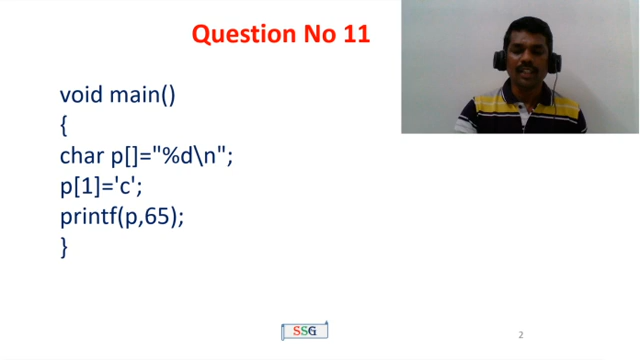 Question No 11
void main()
{
char p[]="%d\n";
p[1]='c';
printf(p,65);
}
SSG
2